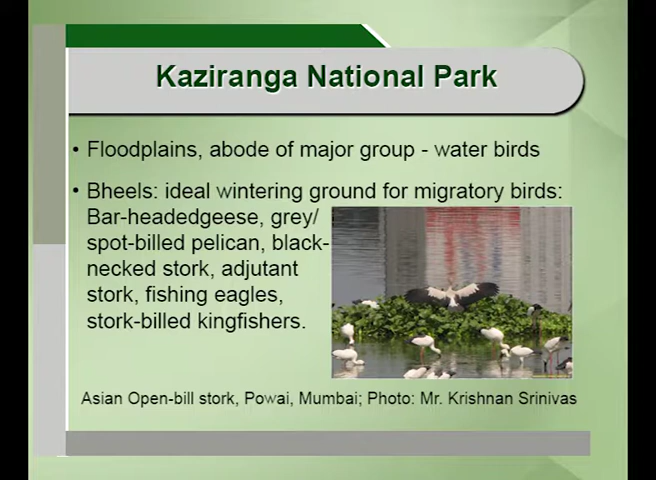 Kaziranga National Park
• Floodplains, abode of major group - water birds
• Bheels: ideal wintering ground for migratory birds:
Bar-headedgeese, grey/
spot-billed pelican, black-
necked stork, adjutant
stork, fishing eagles,
stork-billed kingfishers.
Asian Open-bill stork, Powai, Mumbai; Photo: Mr. Krishnan Srinivas